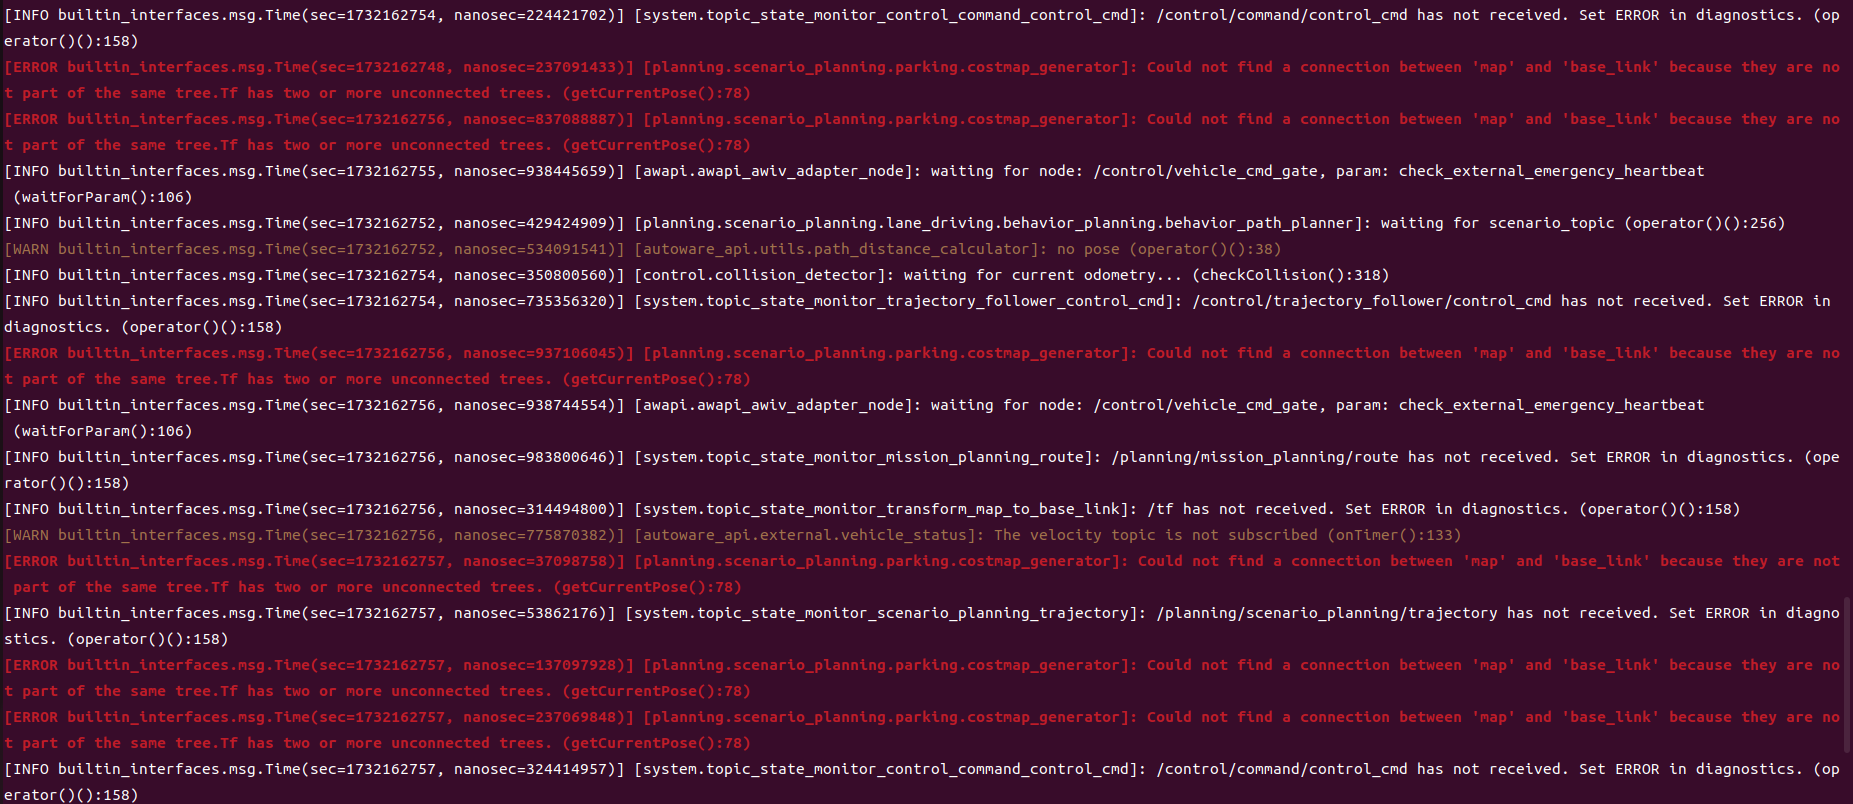 [INFO builtin_interfaces.msg.Time(sec=1732162754, nanosec=224421702)] [system.topic_state_monitor_control_command_control_cmd]: /control/command/control_cmd has not received. Set ERROR in diagnostics. (op
erator()():158)
[ERROR builtin_interfaces.msg.Time(sec=1732162748, nanosec=237091433)] [planning.scenario_planning.parking.costmap_generator]: Could not find a connection between 'map' and 'base_link' because they are no
t part of the same tree.Tf has two or more unconnected trees. (getCurrentPose():78)
[ERROR builtin_interfaces.msg.Time(sec=1732162756, nanosec=837088887)] [planning.scenario_planning.parking.costmap_generator]: Could not find a connection between 'map' and 'base_link' because they are no
t part of the same tree.Tf has two or more unconnected trees. (getCurrentPose():78)
[INFO builtin_interfaces.msg.Time(sec=1732162755, nanosec=938445659)] [awapi.awapi_awiv_adapter_node]: waiting for node: /control/vehicle_cmd_gate, param: check_external_emergency_heartbeat
 (waitForParam():106)
[INFO builtin_interfaces.msg.Time(sec=1732162752, nanosec=429424909)] [planning.scenario_planning.lane_driving.behavior_planning.behavior_path_planner]: waiting for scenario_topic (operator()():256)
[WARN builtin_interfaces.msg.Time(sec=1732162752, nanosec=534091541)] [autoware_api.utils.path_distance_calculator]: no pose (operator()():38)
[INFO builtin_interfaces.msg.Time(sec=1732162754, nanosec=350800560)] [control.collision_detector]: waiting for current odometry... (checkCollision():318)
[INFO builtin_interfaces.msg.Time(sec=1732162754, nanosec=735356320)] [system.topic_state_monitor_trajectory_follower_control_cmd]: /control/trajectory_follower/control_cmd has not received. Set ERROR in
diagnostics. (operator()():158)
[ERROR builtin_interfaces.msg.Time(sec=1732162756, nanosec=937106045)] [planning.scenario_planning.parking.costmap_generator]: Could not find a connection between 'map' and 'base_link' because they are no
t part of the same tree.Tf has two or more unconnected trees. (getCurrentPose():78)
[INFO builtin_interfaces.msg.Time(sec=1732162756, nanosec=938744554)] [awapi.awapi_awiv_adapter_node]: waiting for node: /control/vehicle_cmd_gate, param: check_external_emergency_heartbeat
 (waitForParam():106)
[INFO builtin_interfaces.msg.Time(sec=1732162756, nanosec=983800646)] [system.topic_state_monitor_mission_planning_route]: /planning/mission_planning/route has not received. Set ERROR in diagnostics. (ope
rator()():158)
[INFO builtin_interfaces.msg.Time(sec=1732162756, nanosec=314494800)] [system.topic_state_monitor_transform_map_to_base_link]: /tf has not received. Set ERROR in diagnostics. (operator()():158)
[WARN builtin_interfaces.msg.Time(sec=1732162756, nanosec=775870382)] [autoware_api.external.vehicle_status]: The velocity topic is not subscribed (onTimer():133)
[ERROR builtin_interfaces.msg.Time(sec=1732162757, nanosec=37098758)] [planning.scenario_planning.parking.costmap_generator]: Could not find a connection between 'map' and 'base_link' because they are not
 part of the same tree.Tf has two or more unconnected trees. (getCurrentPose():78)
[INFO builtin_interfaces.msg.Time(sec=1732162757, nanosec=53862176)] [system.topic_state_monitor_scenario_planning_trajectory]: /planning/scenario_planning/trajectory has not received. Set ERROR in diagno
stics. (operator()():158)
[ERROR builtin_interfaces.msg.Time(sec=1732162757, nanosec=137097928)] [planning.scenario_planning.parking.costmap_generator]: Could not find a connection between 'map' and 'base_link' because they are no
t part of the same tree.Tf has two or more unconnected trees. (getCurrentPose():78)
[ERROR builtin_interfaces.msg.Time(sec=1732162757, nanosec=237069848)] [planning.scenario_planning.parking.costmap_generator]: Could not find a connection between 'map' and 'base_link' because they are no
t part of the same tree.Tf has two or more unconnected trees. (getCurrentPose():78)
[INFO builtin_interfaces.msg.Time(sec=1732162757, nanosec=324414957)] [system.topic_state_monitor_control_command_control_cmd]: /control/command/control_cmd has not received. Set ERROR in diagnostics. (op
erator()():158)